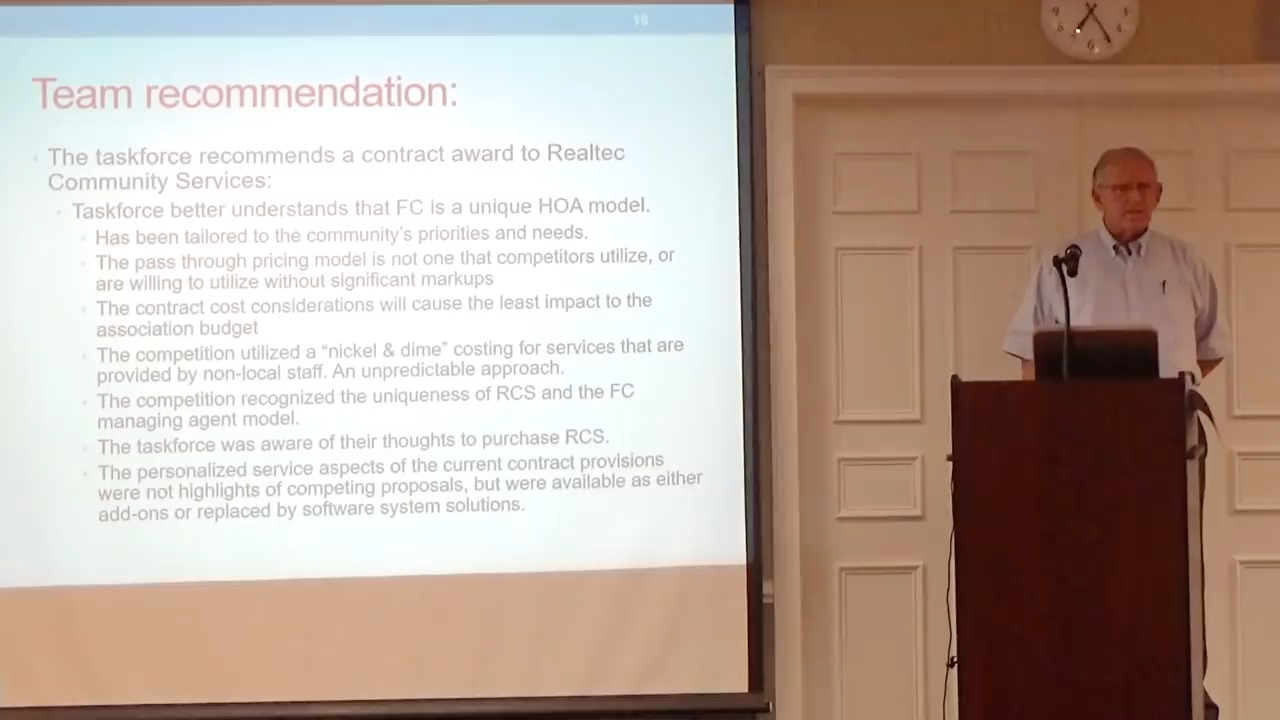 18
Team recommendation:
The taskforce recommends a contract award to Realtec
Community Services:
Taskforce better understands that FC is a unique HOA model.
Has been tailored to the community's priorities and needs.
The pass through pricing model is not one that competitors utilize, or
are willing to utilize without significant markups
The contract cost considerations will cause the least impact to the
association budget
The competition utilized a “nickel & dime” costing for services that are
provided by non-local staff. An unpredictable approach.
The competition recognized the uniqueness of RCS and the FC
managing agent model.
The taskforce was aware of their thoughts to purchase RCS.
The personalized service aspects of the current contract provisions
were not highlights of competing proposals, but were available as either
add-ons or replaced by software system solutions.